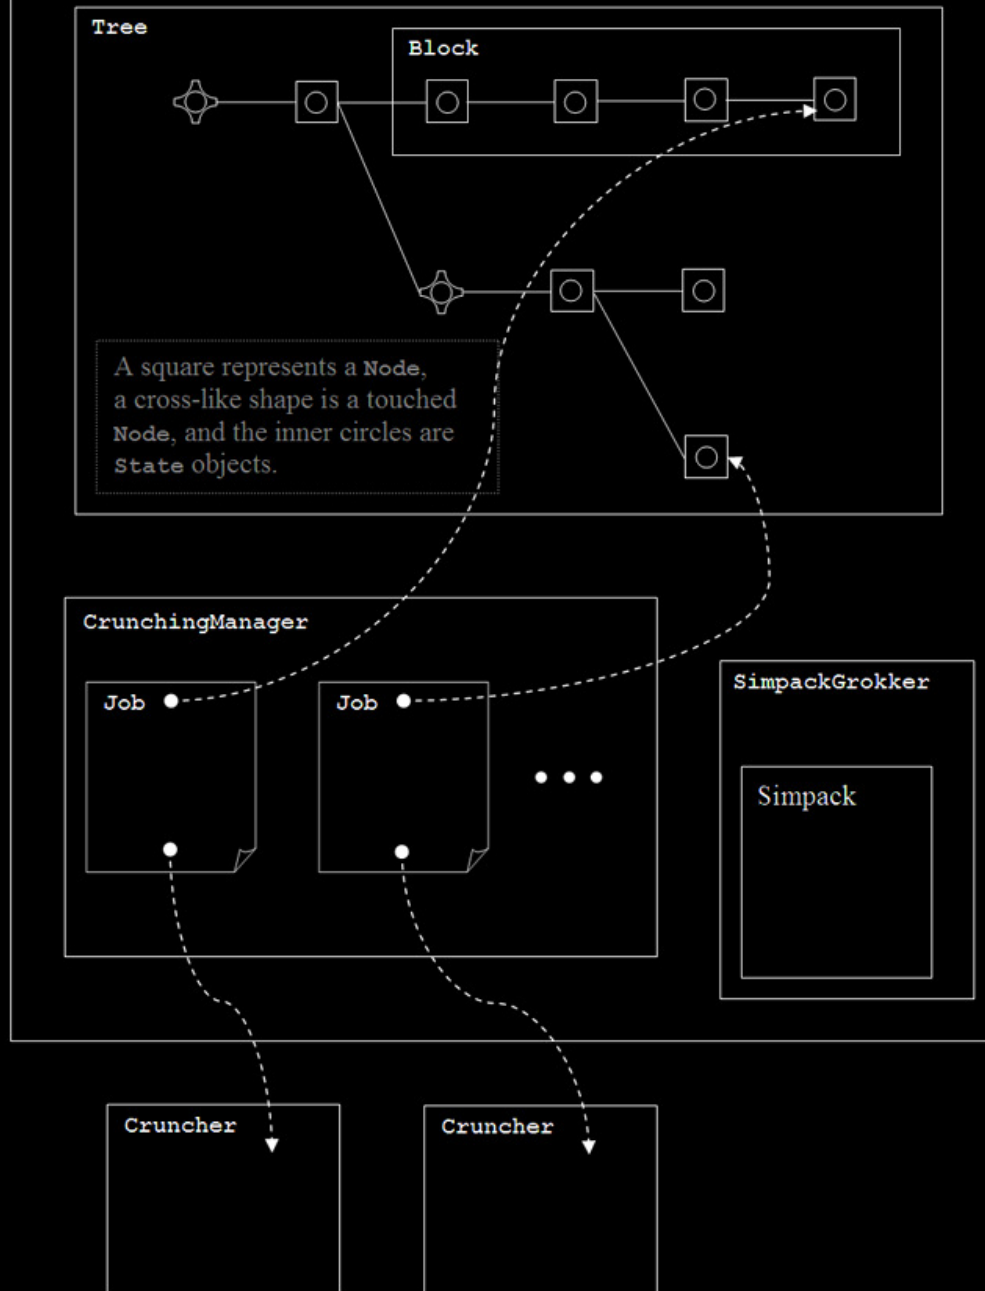 Tree
Block
A square represents a Node,
a cross-like shape is a touched
Node, and the inner circles are
State objects.
CrunchingManager
Job
Job
SimpackGrokker
Simpack
Cruncher
Cruncher